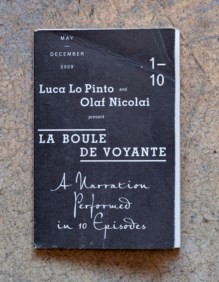 MAY
—
DECEMBER
2009
1–
10
Luca Lo Pinto and
Olaf Nicolai
present
LA BOULE
DE VOYANTE
A Narration
Performed
in 10 Episodes